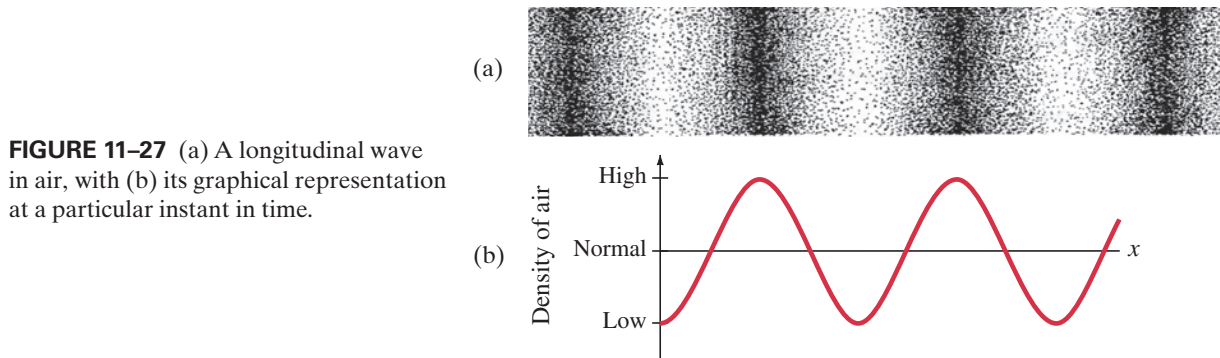 (a)
FIGURE 11–27 (a) A longitudinal wave
in air, with (b) its graphical representation
at a particular instant in time.
(b)
Density of air
High
Normal
Low
x